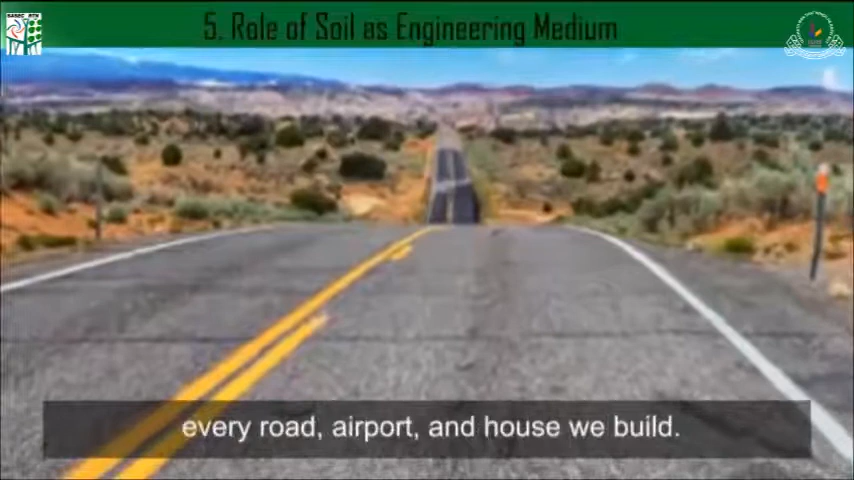 5. Role of Soil as Engineering Medium
every road, airport, and house we build.